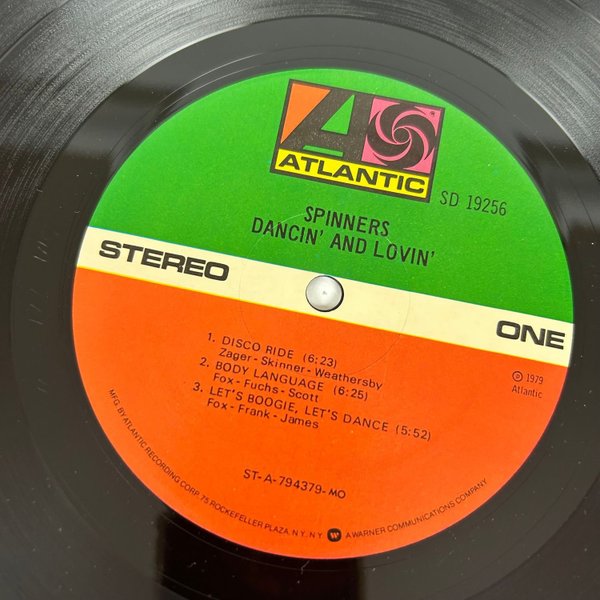 ATLANTIC
SD 19256
SPINNERS
DANCIN' AND LOVIN'
STEREO
ONE
1. DISCO RIDE (6:23)
Zager-Skinner-Weathersby
2. BODY LANGUAGE (6:25)
Fox-Fuchs-Scott
3. LET'S BOOGIE, LET'S DANCE (5:52)
Fox-Frank-James
℗ 1979
Atlantic
ST-A-794379-MO
MFG. BY ATLANTIC RECORDING CORP. 75 ROCKEFELLER PLAZA, N.Y., N.Y. W A WARNER COMMUNICATIONS COMPANY